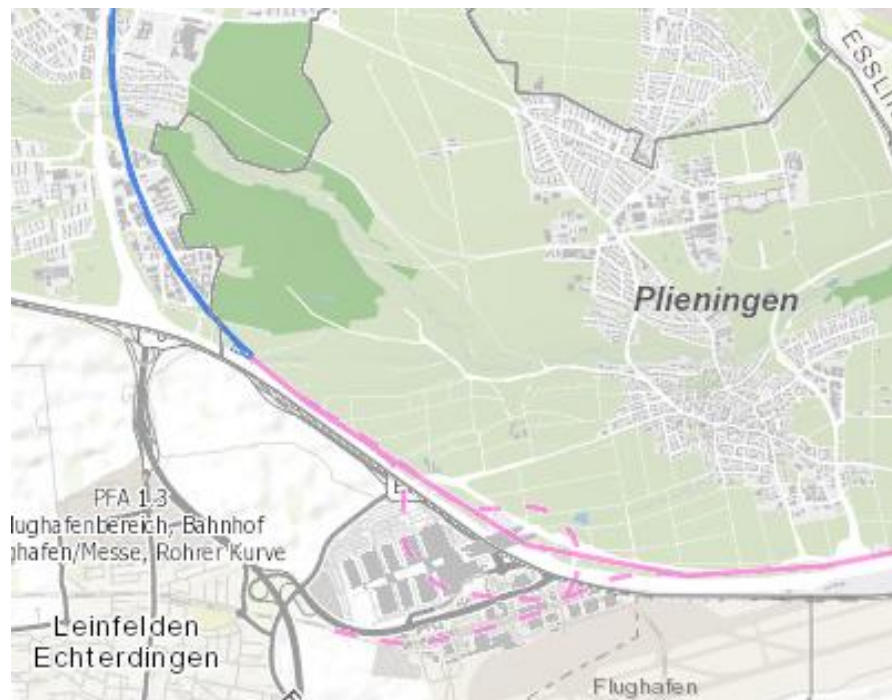 ESSLI
Plieningen
PFA 1.3
lughafenbereich, Bahnhof
ghafen/Messe, Rohrer Kurve
Leinfelden
Echterdingen
Flughafen